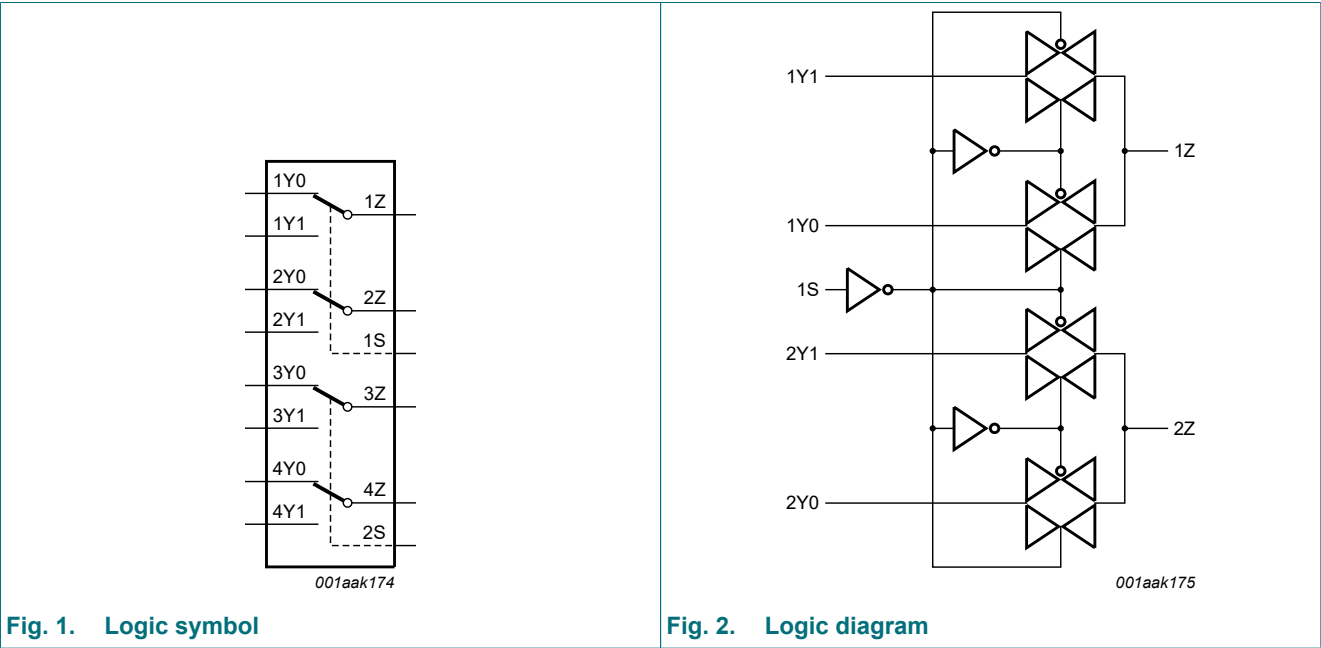 1Y0
1Z
1Y1
2Y0
2Z
2Y1
1S
3Y0
3Z
3Y1
4Y0
4Z
4Y1
2S
001aak174
Fig. 1. Logic symbol
1Y1
1Z
1Y0
1S
2Y1
2Z
2Y0
001aak175
Fig. 2. Logic diagram